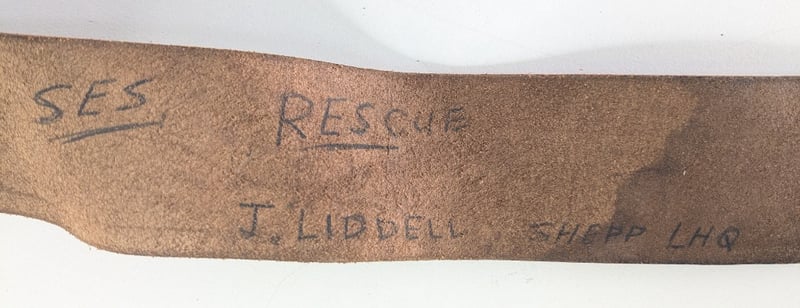 SES RESCUE
J. LIDDELL SHEPP LHQ